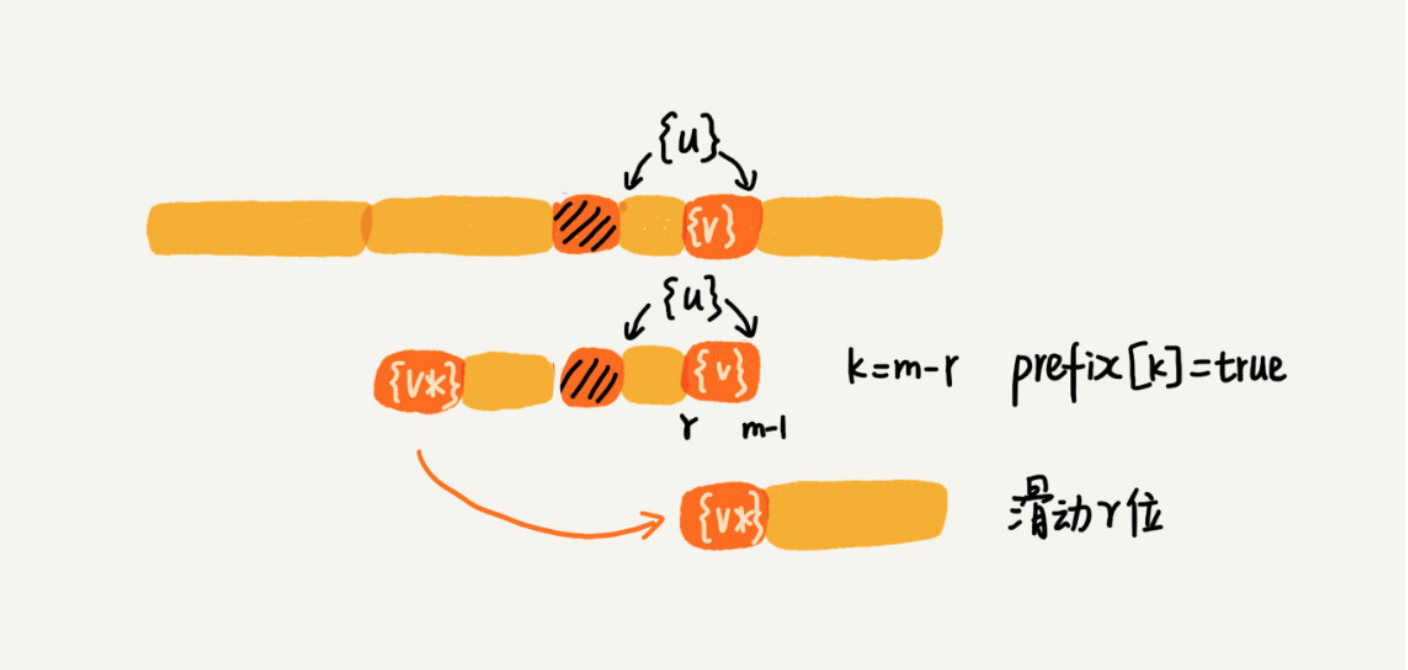 {u}
{v}
{u}
{v*} {v} k=m-r prefix[k]=true
r m-1
{v*} 滑动r位